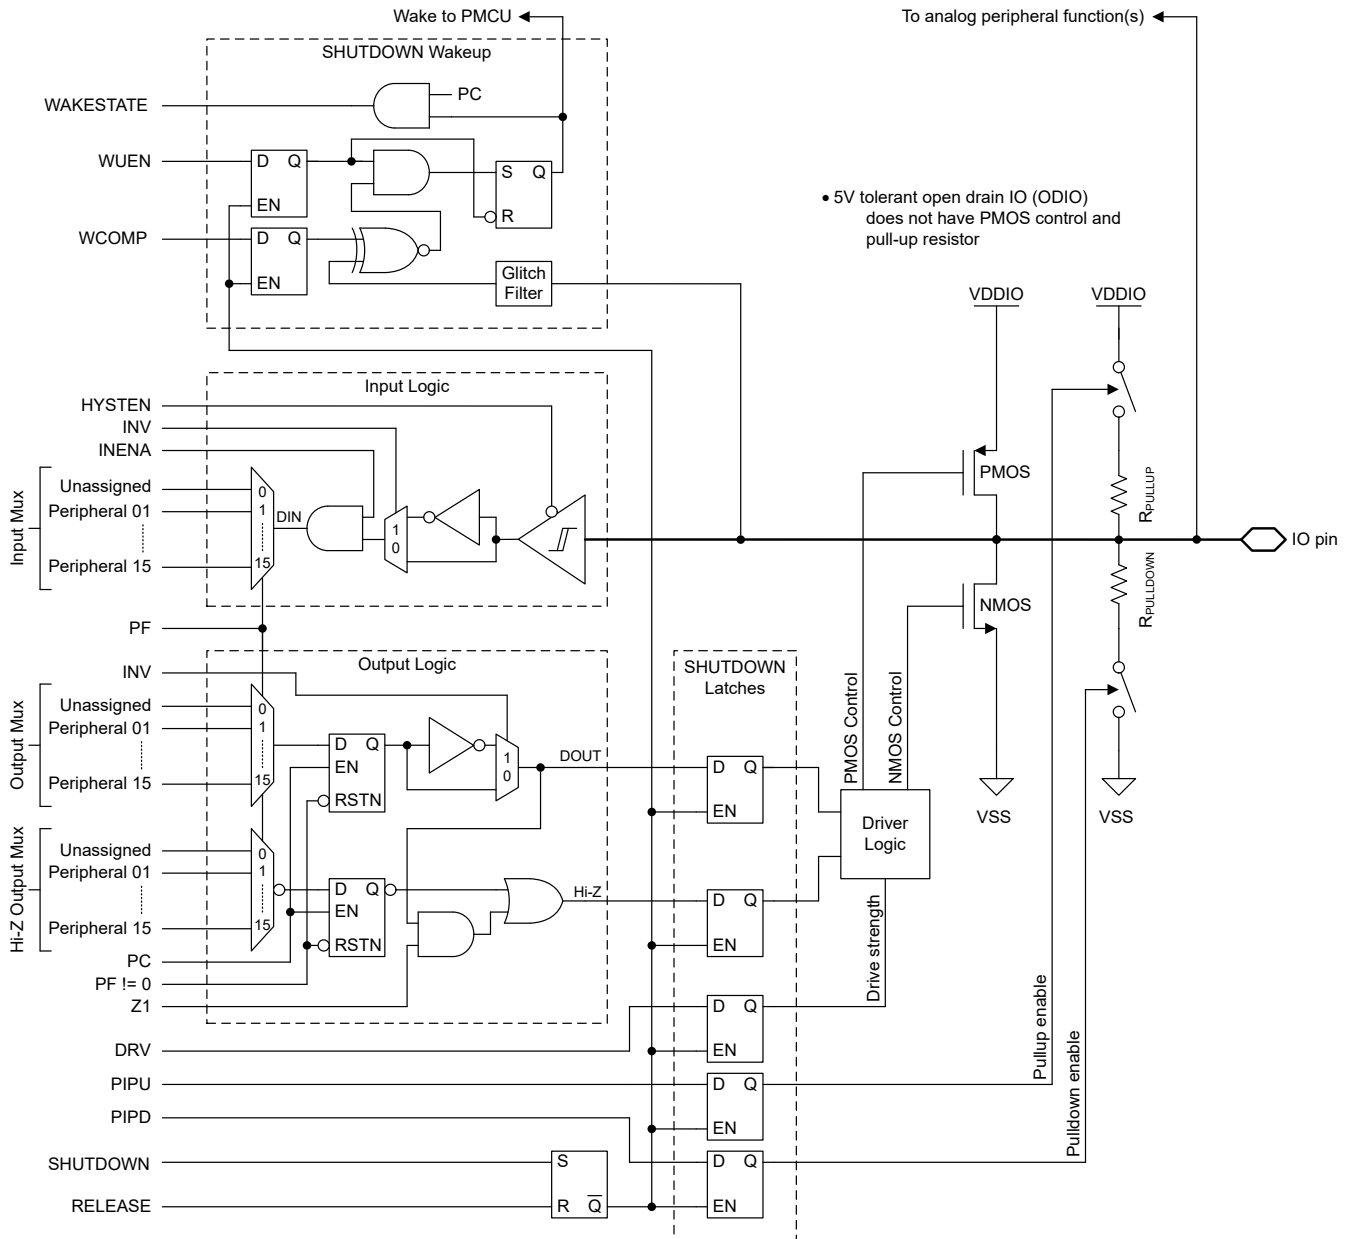 Wake to PMCU
To analog peripheral function(s)
SHUTDOWN Wakeup
WAKESTATE
PC
WUEN
D Q
EN
S Q
R
WCOMP
D Q
EN
Glitch
Filter
• 5V tolerant open drain IO (ODIO)
does not have PMOS control and
pull-up resistor
VDDIO
VDDIO
Input Logic
HYSTEN
INV
INENA
Input Mux
Unassigned
Peripheral 01
Peripheral 15
0
1
15
DIN
1
0
PMOS
RPULLUP
IO pin
NMOS
RPULLDOWN
PF
Output Logic
INV
Output Mux
Unassigned
Peripheral 01
Peripheral 15
0
1
15
D Q
EN
RSTN
1
0
DOUT
SHUTDOWN
Latches
D Q
EN
PMOS Control
NMOS Control
Driver
Logic
VSS
VSS
Hi-Z Output Mux
Unassigned
Peripheral 01
Peripheral 15
0
1
15
D Q
EN
RSTN
Hi-Z
D Q
EN
Drive strength
PC
PF != 0
Z1
DRV
D Q
EN
PIPU
D Q
EN
Pullup enable
PIPD
D Q
EN
Pulldown enable
SHUTDOWN
RELEASE
S
R Q̅